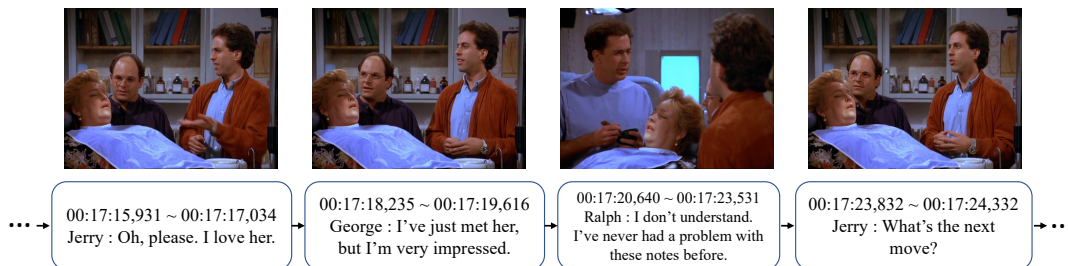 00:17:15,931 ~ 00:17:17,034
Jerry : Oh, please. I love her.
00:17:18,235 ~ 00:17:19,616
George : I've just met her,
but I'm very impressed.
00:17:20,640 ~ 00:17:23,531
Ralph : I don't understand.
I've never had a problem with
these notes before.
00:17:23,832 ~ 00:17:24,332
Jerry : What's the next
move?